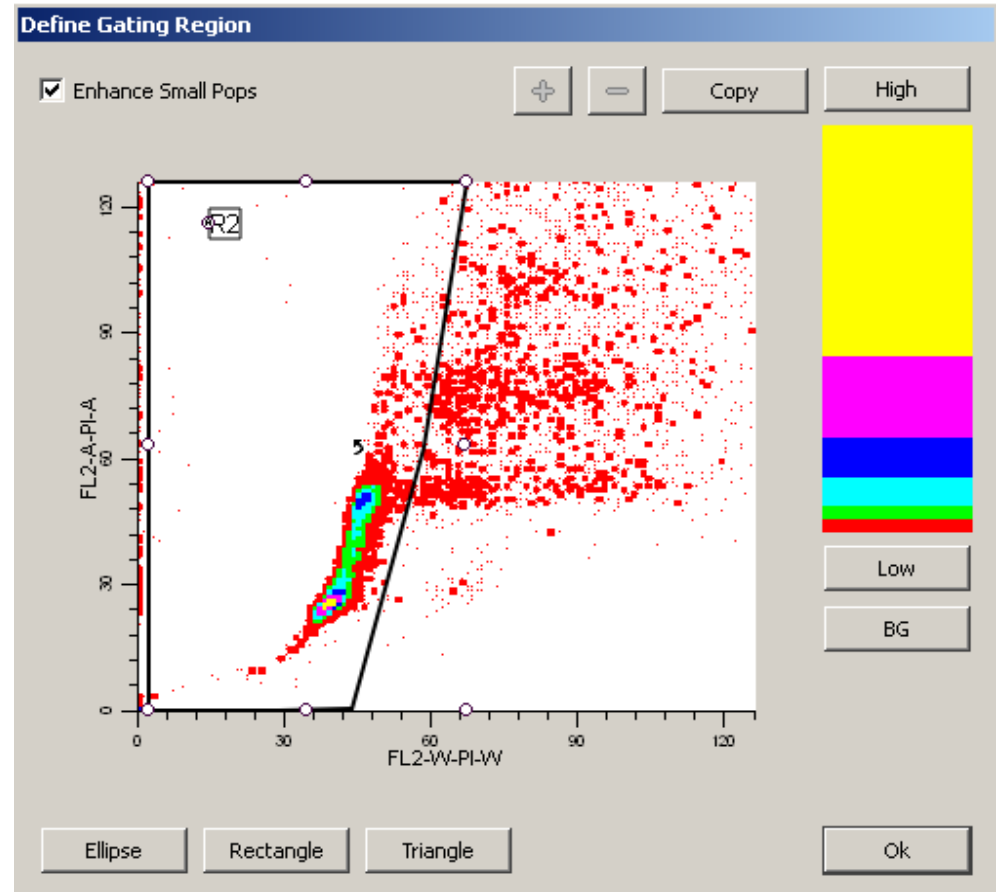 Define Gating Region
Enhance Small Pops
Copy
High
R2
5
FL2-A-PI-A
0
30
60
90
120
0
30
60
90
120
FL2-W-PI-W
Low
BG
Ellipse
Rectangle
Triangle
Ok